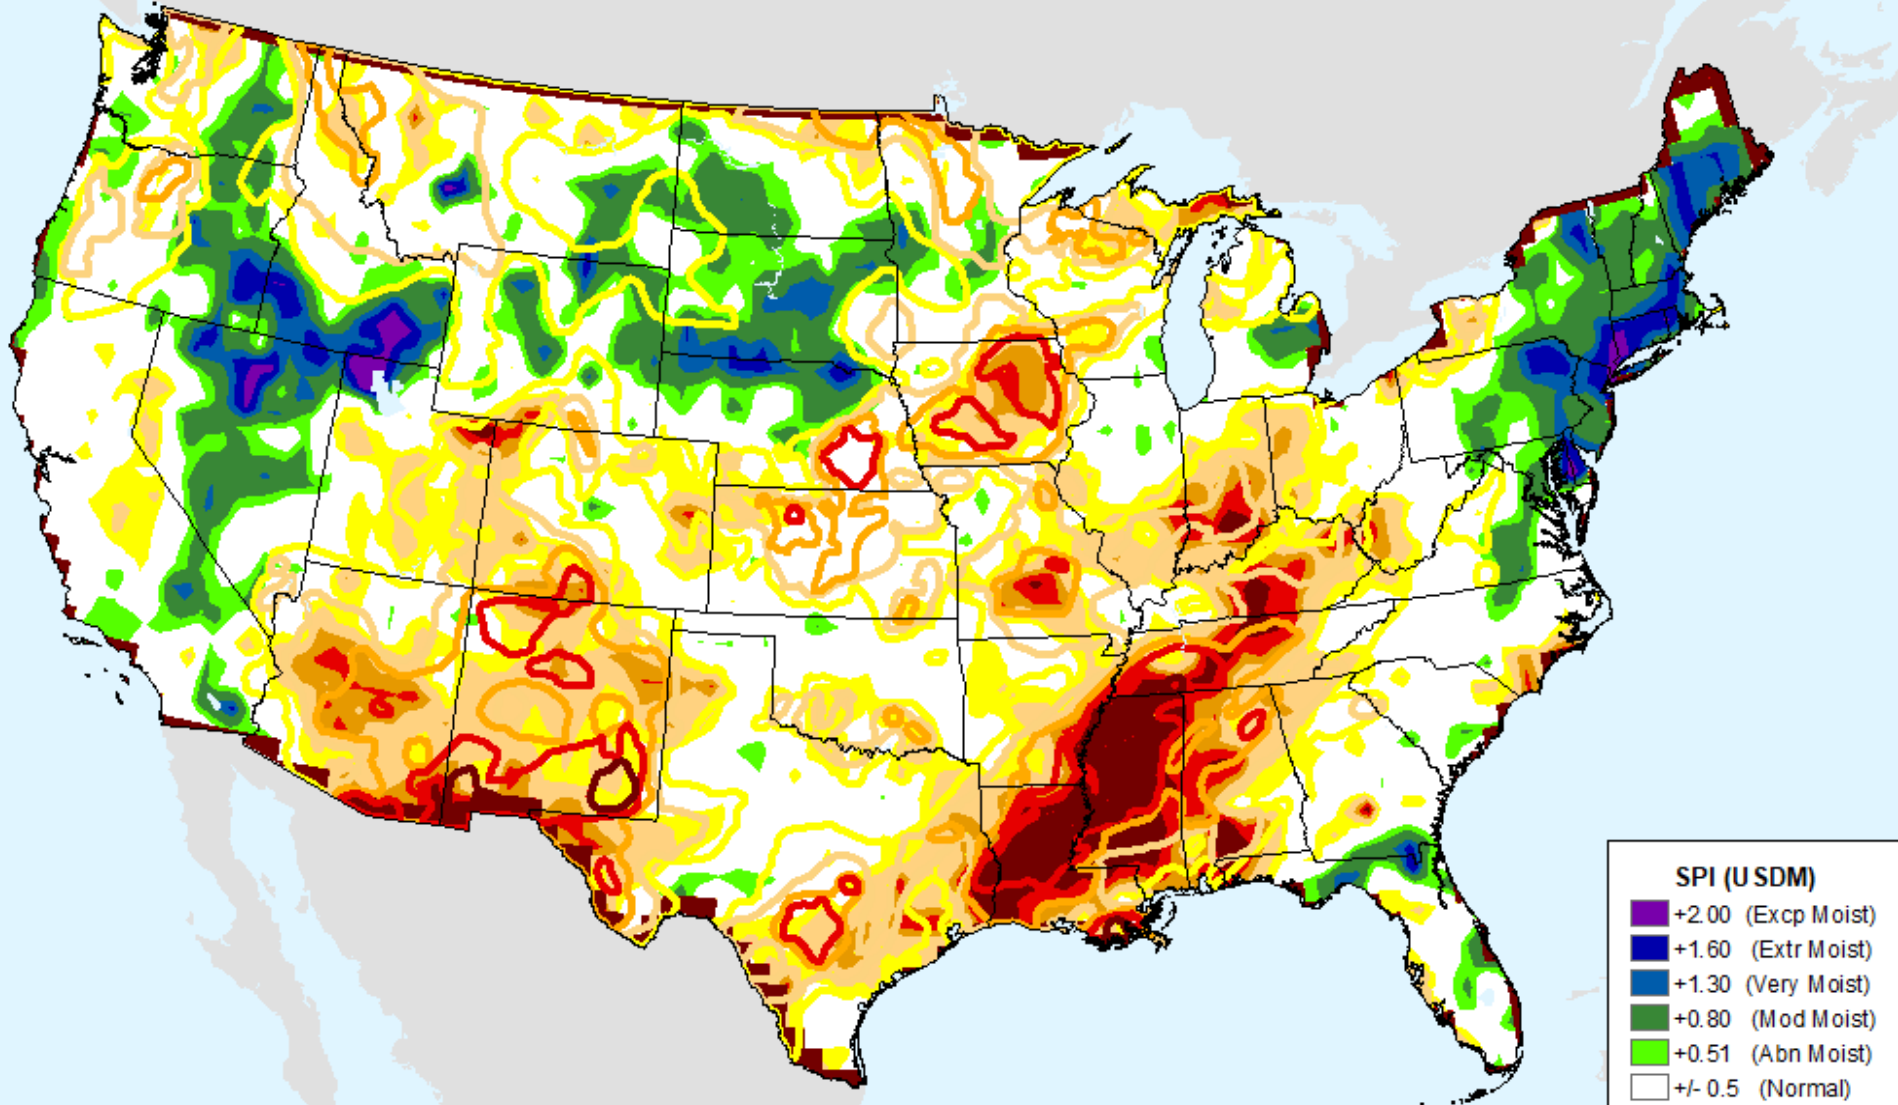 SPI (USDM)
+2.00 (Excp Moist)
+1.60 (Extr Moist)
+1.30 (Very Moist)
+0.80 (Mod Moist)
+0.51 (Abn Moist)
+/- 0.5 (Normal)